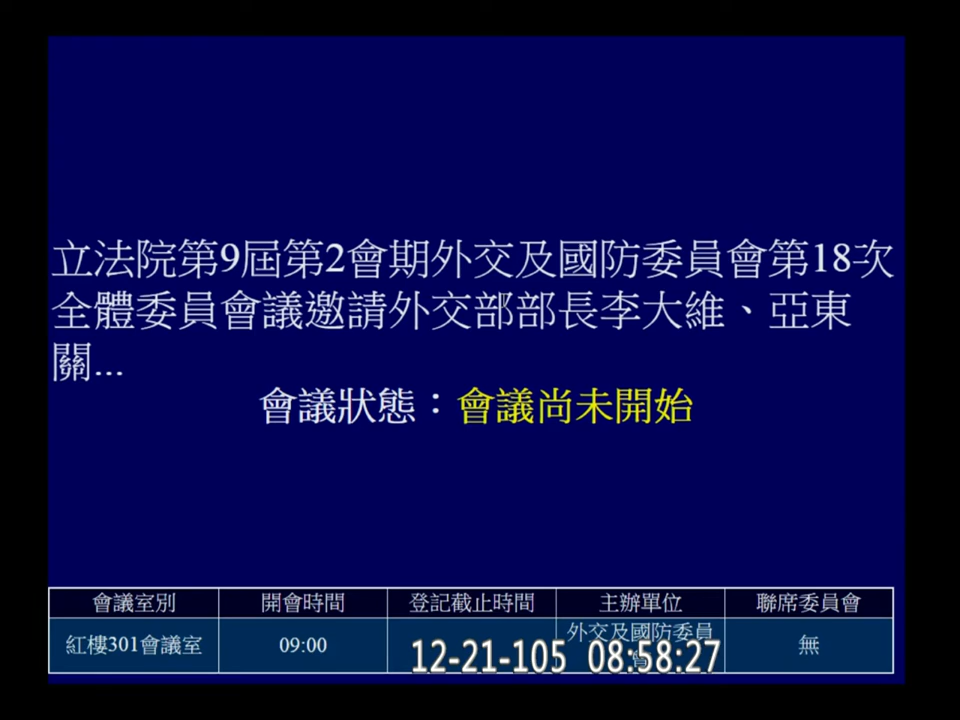 立法院第9屆第2會期外交及國防委員會第18次
全體委員會議邀請外交部部長李大維、亞東
關...
會議狀態：會議尚未開始
會議室別 開會時間 登記截止時間 主辦單位 聯席委員會
紅樓301會議室 09:00 外交及國防委員 無
12-21-105 08:58:27